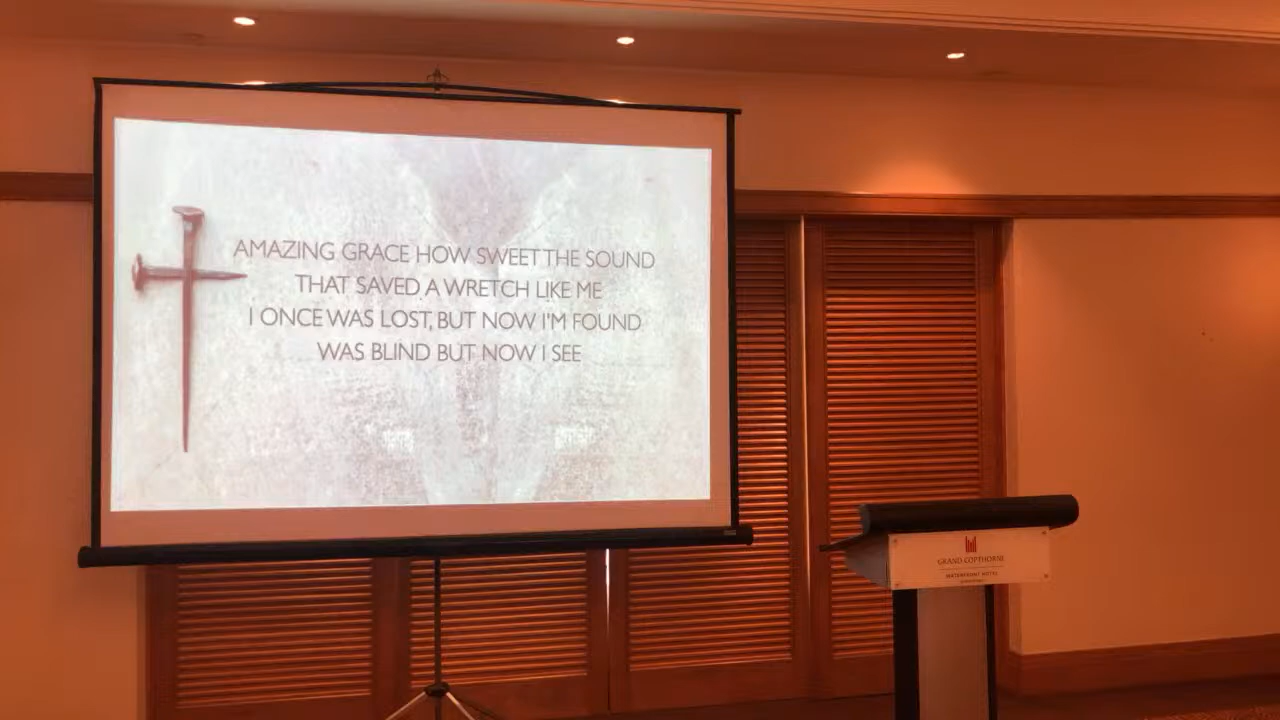 AMAZING GRACE HOW SWEET THE SOUND
THAT SAVED A WRETCH LIKE ME
I ONCE WAS LOST, BUT NOW I'M FOUND
WAS BLIND BUT NOW I SEE
GRAND COPTHORNE
WATERFRONT HOTEL